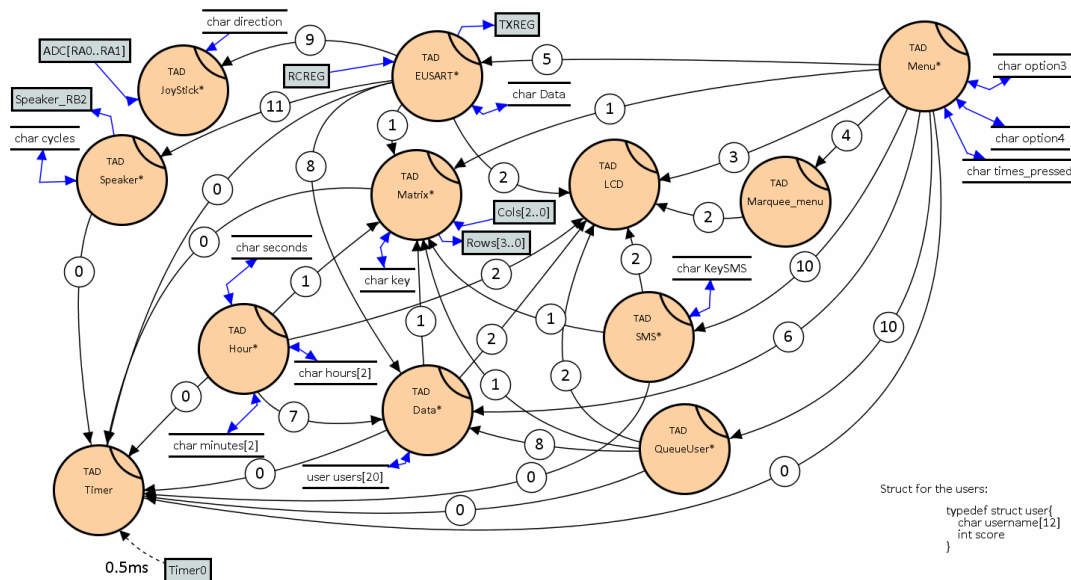 char direction
TXREG
ADC[RA0..RA1]
9
TAD
JoyStick*
TAD
EUSART*
RCREG
5
TAD
Menu*
char option3
Speaker_RB2
11
char Data
char cycles
1
1
4
char option4
TAD
Speaker*
8
2
3
char times_pressed
0
TAD
Matrix*
TAD
LCD
TAD
Marquee_menu
Cols[2..0]
2
Rows[3..0]
0
0
char seconds
char key
2
2
10
char KeySMS
1
TAD
Hour*
1
1
2
TAD
SMS*
6
10
char hours[2]
0
7
TAD
Data*
1
2
char minutes[2]
8
TAD
QueueUser*
TAD
Timer
0
user users[20]
0
0
0
Struct for the users:
typedef struct user{
char username[12]
int score
}
0.5ms
Timer0